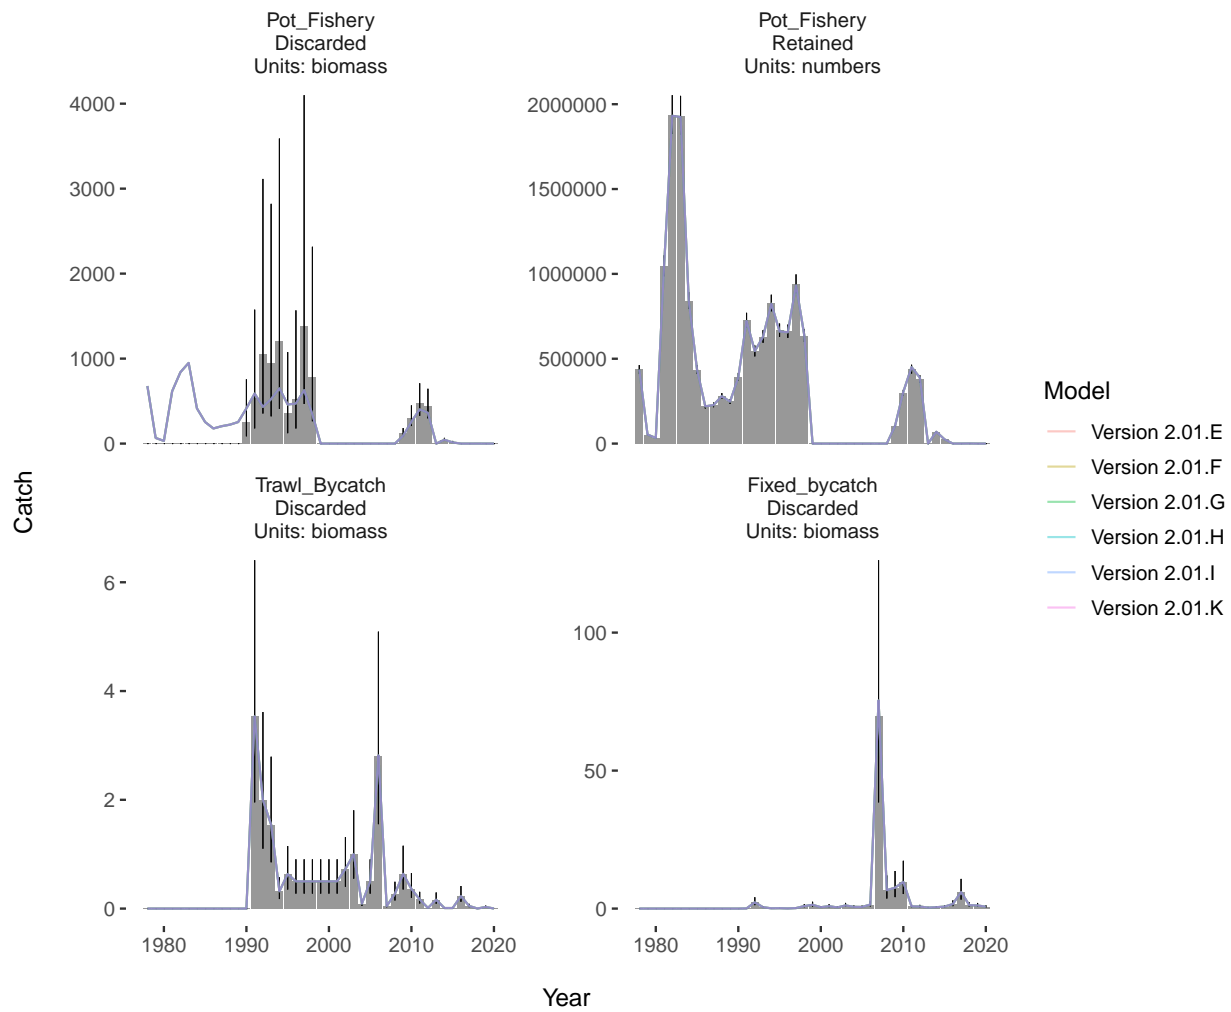 Pot_Fishery
Discarded
Units: biomass
Pot_Fishery
Retained
Units: numbers
4000
3000
2000
1000
0
2000000
1500000
1000000
500000
0
Trawl_Bycatch
Discarded
Units: biomass
Fixed_bycatch
Discarded
Units: biomass
6
4
2
0
100
50
0
1980 1990 2000 2010 2020
1980 1990 2000 2010 2020
Catch
Year
Model
Version 2.01.E
Version 2.01.F
Version 2.01.G
Version 2.01.H
Version 2.01.I
Version 2.01.K